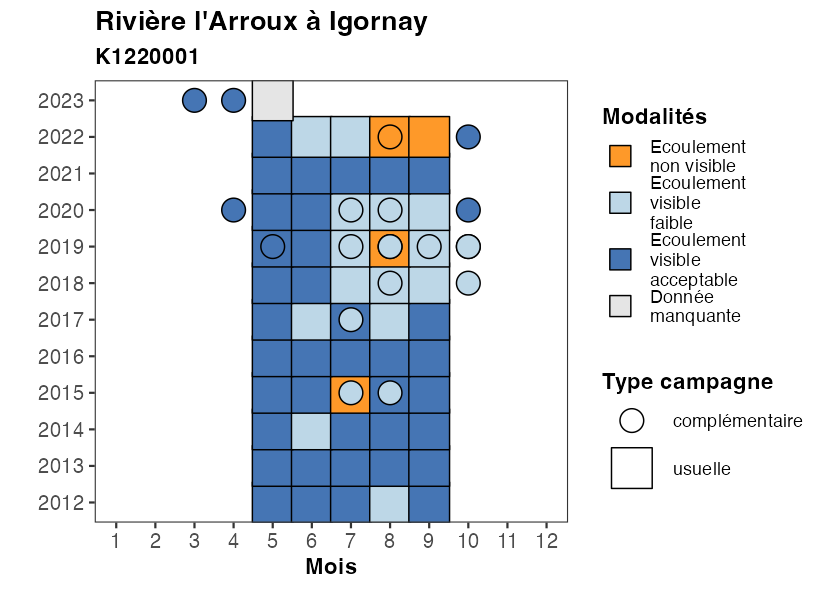 Rivière l'Arroux à Igornay
K1220001
2023
2022
2021
2020
2019
2018
2017
2016
2015
2014
2013
2012
1 2 3 4 5 6 7 8 9 10 11 12
Mois
Modalités
Ecoulement
non visible
Ecoulement
visible
faible
Ecoulement
visible
acceptable
Donnée
manquante
Type campagne
complémentaire
usuelle